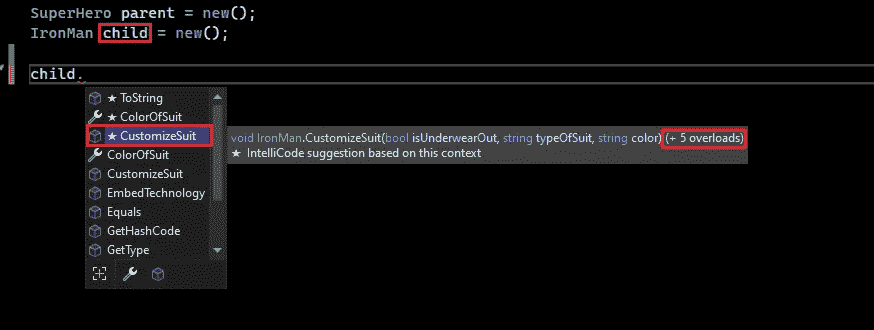 SuperHero parent = new();
IronMan child = new();
child.
★ ToString
★ ColorOfSuit
★ CustomizeSuit
void IronMan.CustomizeSuit(bool isUnderwearOut, string typeOfSuit, string color) (+ 5 overloads)
★ IntelliCode suggestion based on this context
ColorOfSuit
CustomizeSuit
EmbedTechnology
Equals
GetHashCode
GetType